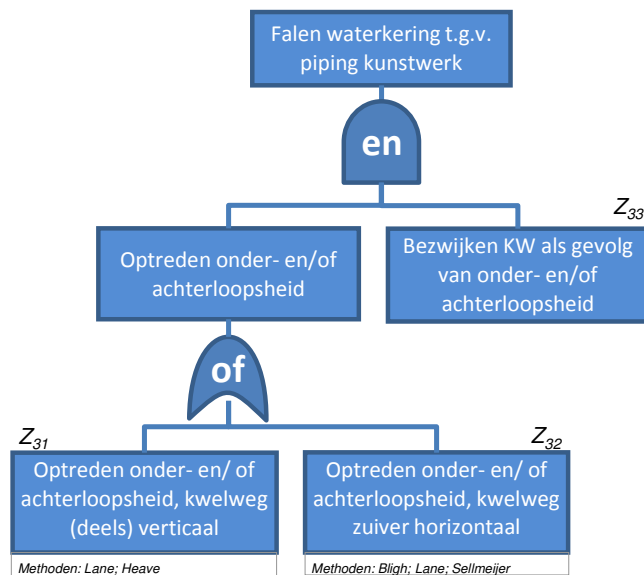 Falen waterkering t.g.v.
piping kunstwerk
en
Z33
Optreden onder- en/of
achterloopsheid
Bezwijken KW als gevolg
van onder- en/of
achterloopsheid
of
Z31
Z32
Optreden onder- en/ of
achterloopsheid, kwelweg
(deels) verticaal
Methoden: Lane; Heave
Optreden onder- en/ of
achterloopsheid, kwelweg
zuiver horizontaal
Methoden: Bligh; Lane; Sellmeijer